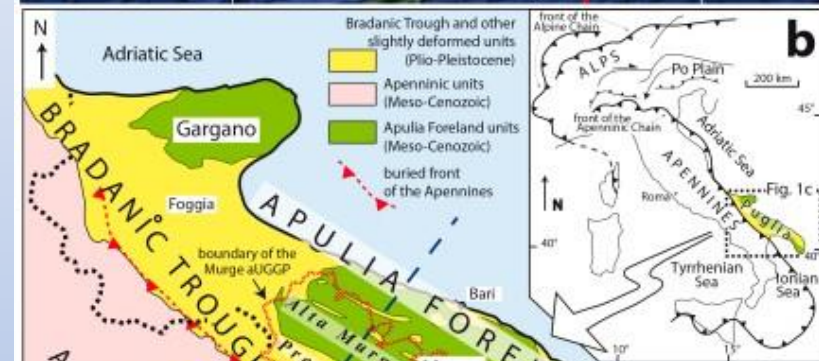 N
Adriatic Sea
Bradanic Trough and other
slightly deformed units
(Plio-Pleistocene)
Apenninic units
(Meso-Cenozoic)
Apulia Foreland units
(Meso-Cenozoic)
buried front
of the Apennines
Gargano
Foggia
BRADANIC TROUGH
boundary of the
Murge aUGGP
APULIA FORE
Bari
Alta Murg
Pre
b
front of the
Alpine Chain
ALPS
Po Plain
200 km
45°
front of the
Apenninic Chain
Adriatic Sea
APENNINES
N
Roma
Fig. 1c
Puglia
40°
40°
Tyrrhenian
Sea
Ionian
Sea
10°
15°